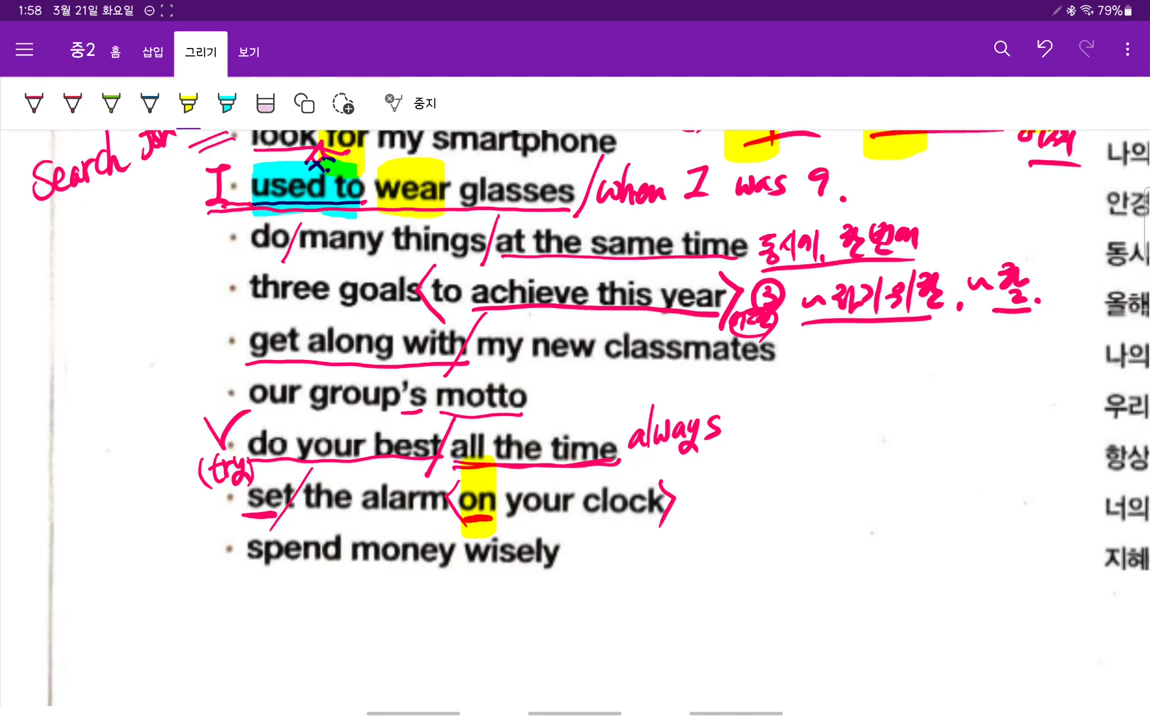 1:58 3월 21일 화요일 79%
중2 홈 삽입 그리기 보기
중지
Search for
• look for my smartphone 나의
I • used to wear glasses / when I was 9. 안경
• do / many things / at the same time 동시에, 한 번에 동시
• three goals < to achieve this year > ③ 올해
• get along with / my new classmates 나의
• our group's motto 우리
• do your best / all the time always 항상
(try)
• set / the alarm < on your clock > 너의
• spend money wisely 지혜